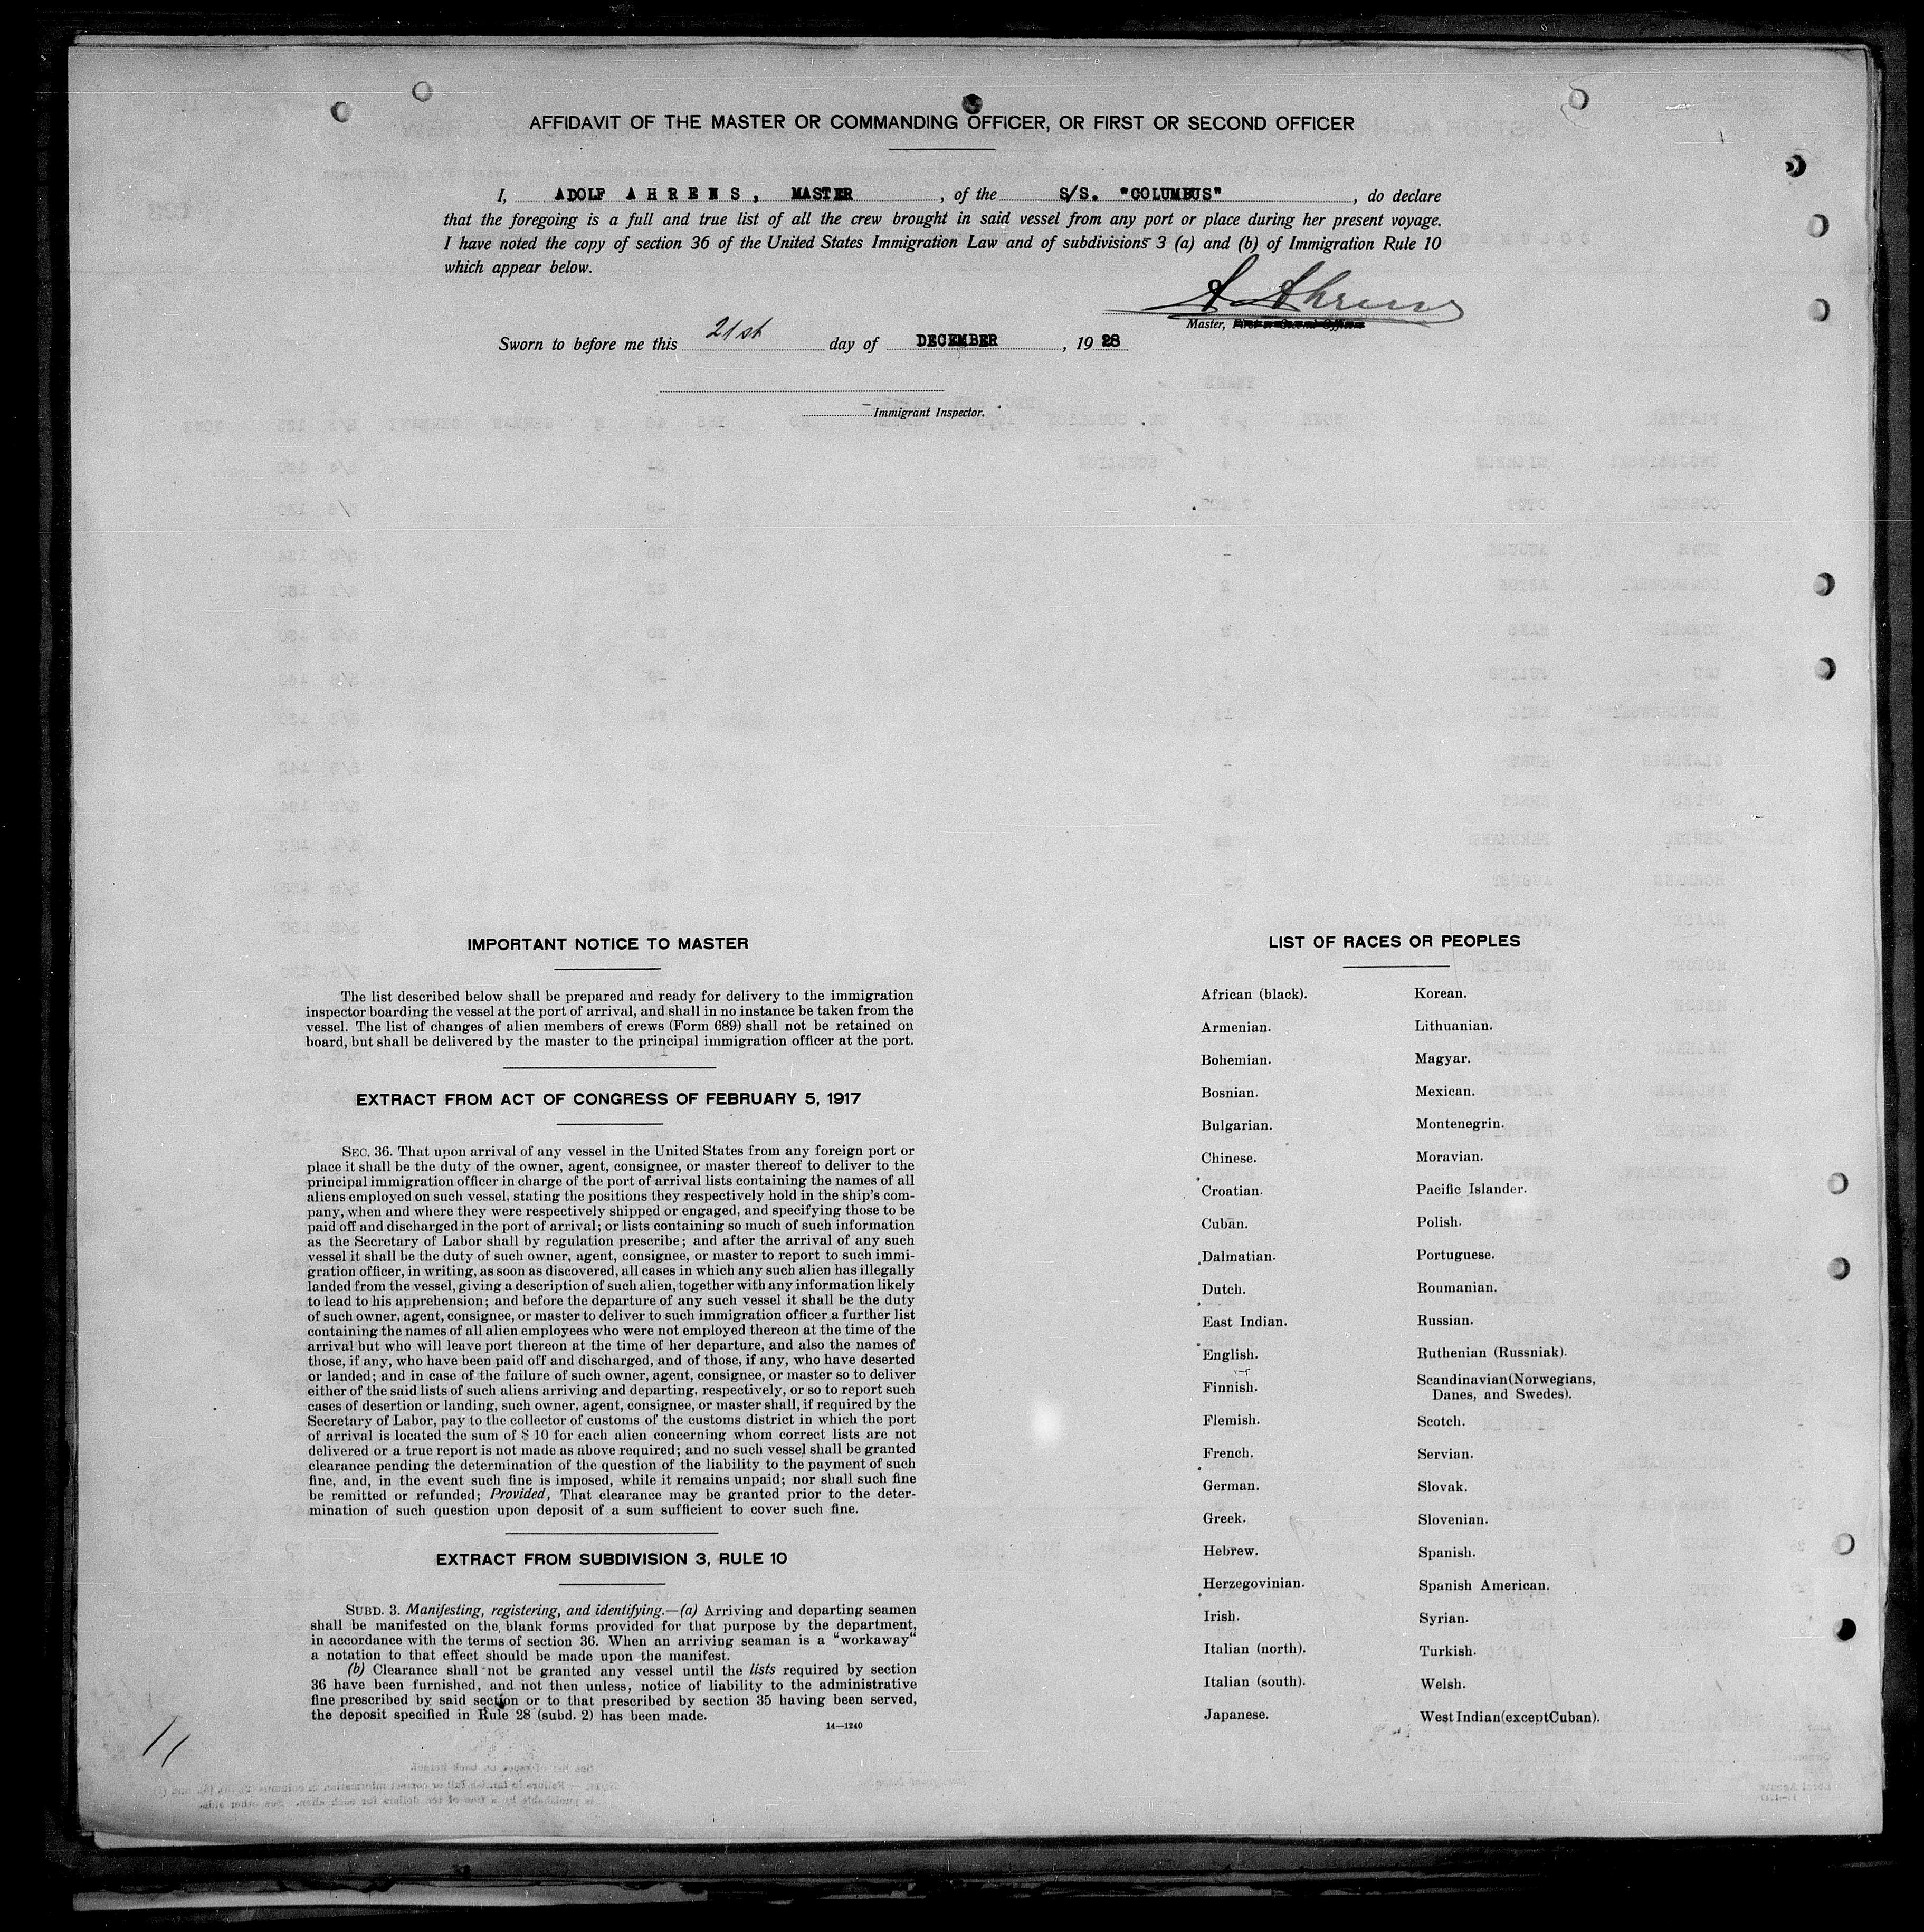 AFFIDAVIT OF THE MASTER OR COMMANDING OFFICER, OR FIRST OR SECOND OFFICER
I, ADOLF A H R E N S , MASTER , of the S/S. "COLUMBUS" , do declare
that the foregoing is a full and true list of all the crew brought in said vessel from any port or place during her present voyage.
I have noted the copy of section 36 of the United States Immigration Law and of subdivisions 3 (a) and (b) of Immigration Rule 10
which appear below.
A. Ahrens
Master, First or Second Officer
Sworn to before me this 21st day of DECEMBER , 19 28
Immigrant Inspector.
IMPORTANT NOTICE TO MASTER
The list described below shall be prepared and ready for delivery to the immigration
inspector boarding the vessel at the port of arrival, and shall in no instance be taken from the
vessel. The list of changes of alien members of crews (Form 689) shall not be retained on
board, but shall be delivered by the master to the principal immigration officer at the port.
EXTRACT FROM ACT OF CONGRESS OF FEBRUARY 5, 1917
SEC. 36. That upon arrival of any vessel in the United States from any foreign port or
place it shall be the duty of the owner, agent, consignee, or master thereof to deliver to the
principal immigration officer in charge of the port of arrival lists containing the names of all
aliens employed on such vessel, stating the positions they respectively hold in the ship's com-
pany, when and where they were respectively shipped or engaged, and specifying those to be
paid off and discharged in the port of arrival; or lists containing so much of such information
as the Secretary of Labor shall by regulation prescribe; and after the arrival of any such
vessel it shall be the duty of such owner, agent, consignee, or master to report to such immi-
gration officer, in writing, as soon as discovered, all cases in which any such alien has illegally
landed from the vessel, giving a description of such alien, together with any information likely
to lead to his apprehension; and before the departure of any such vessel it shall be the duty
of such owner, agent, consignee, or master to deliver to such immigration officer a further list
containing the names of all alien employees who were not employed thereon at the time of the
arrival but who will leave port thereon at the time of her departure, and also the names of
those, if any, who have been paid off and discharged, and of those, if any, who have deserted
or landed; and in case of the failure of such owner, agent, consignee, or master so to deliver
either of the said lists of such aliens arriving and departing, respectively, or so to report such
cases of desertion or landing, such owner, agent, consignee, or master shall, if required by the
Secretary of Labor, pay to the collector of customs of the customs district in which the port
of arrival is located the sum of $ 10 for each alien concerning whom correct lists are not
delivered or a true report is not made as above required; and no such vessel shall be granted
clearance pending the determination of the question of the liability to the payment of such
fine, and, in the event such fine is imposed, while it remains unpaid; nor shall such fine
be remitted or refunded; Provided, That clearance may be granted prior to the deter-
mination of such question upon deposit of a sum sufficient to cover such fine.
EXTRACT FROM SUBDIVISION 3, RULE 10
SUBD. 3. Manifesting, registering, and identifying.—(a) Arriving and departing seamen
shall be manifested on the blank forms provided for that purpose by the department,
in accordance with the terms of section 36. When an arriving seaman is a "workaway"
a notation to that effect should be made upon the manifest.
(b) Clearance shall not be granted any vessel until the lists required by section
36 have been furnished, and not then unless, notice of liability to the administrative
fine prescribed by said section or to that prescribed by section 35 having been served,
the deposit specified in Rule 28 (subd. 2) has been made.
14—1240
LIST OF RACES OR PEOPLES
African (black).
Armenian.
Bohemian.
Bosnian.
Bulgarian.
Chinese.
Croatian.
Cuban.
Dalmatian.
Dutch.
East Indian.
English.
Finnish.
Flemish.
French.
German.
Greek.
Hebrew.
Herzegovinian.
Irish.
Italian (north).
Italian (south).
Japanese.
Korean.
Lithuanian.
Magyar.
Mexican.
Montenegrin.
Moravian.
Pacific Islander.
Polish.
Portuguese.
Roumanian.
Russian.
Ruthenian (Russniak).
Scandinavian(Norwegians,
Danes, and Swedes).
Scotch.
Servian.
Slovak.
Slovenian.
Spanish.
Spanish American.
Syrian.
Turkish.
Welsh.
West Indian(exceptCuban).
11